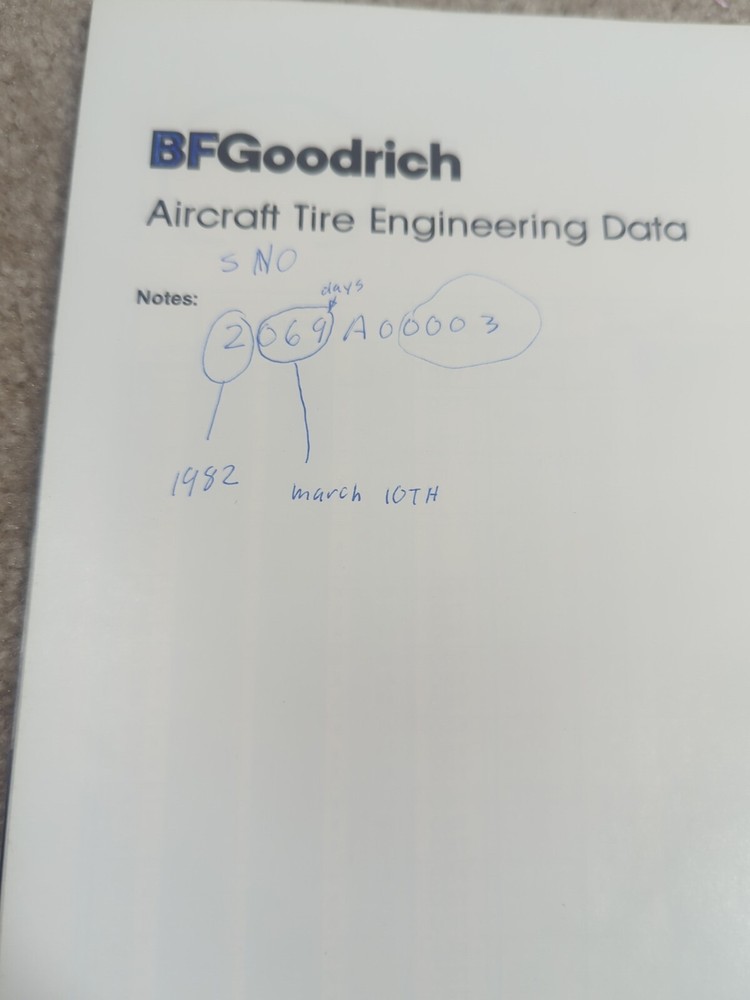 BFGoodrich
Aircraft Tire Engineering Data
S NO
days
Notes:
2069A00003
1982
march 10TH